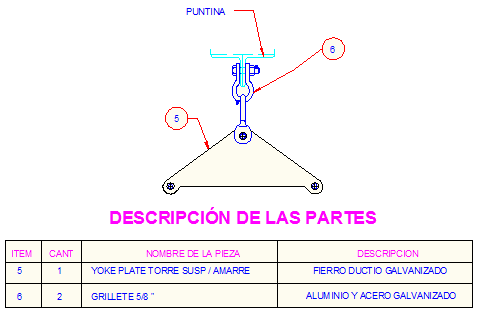 PUNTINA
6
5
DESCRIPCIÓN DE LAS PARTES
ITEM CANT NOMBRE DE LA PIEZA DESCRIPCION
5 1 YOKE PLATE TORRE SUSP / AMARRE FIERRO DUCTIO GALVANIZADO
6 2 GRILLETE 5/8 " ALUMINIO Y ACERO GALVANIZADO